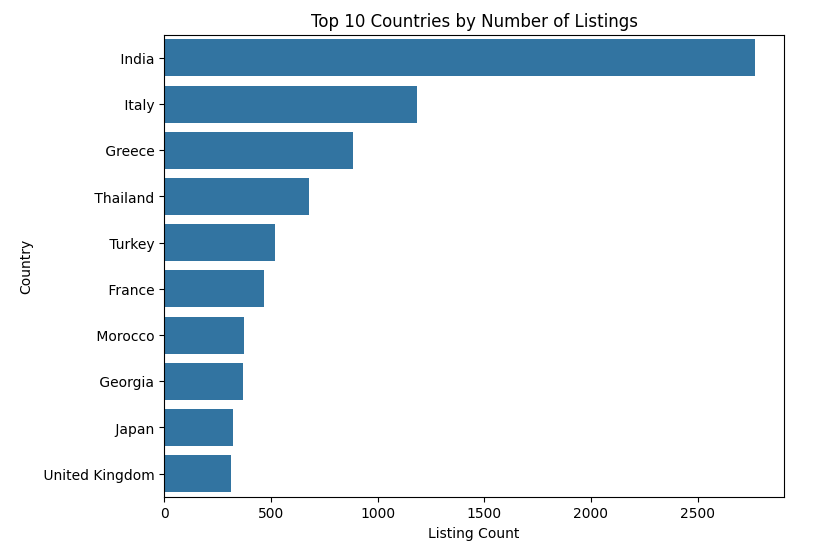 Top 10 Countries by Number of Listings
India
Italy
Greece
Thailand
Turkey
France
Morocco
Georgia
Japan
United Kingdom
Country
0 500 1000 1500 2000 2500
Listing Count